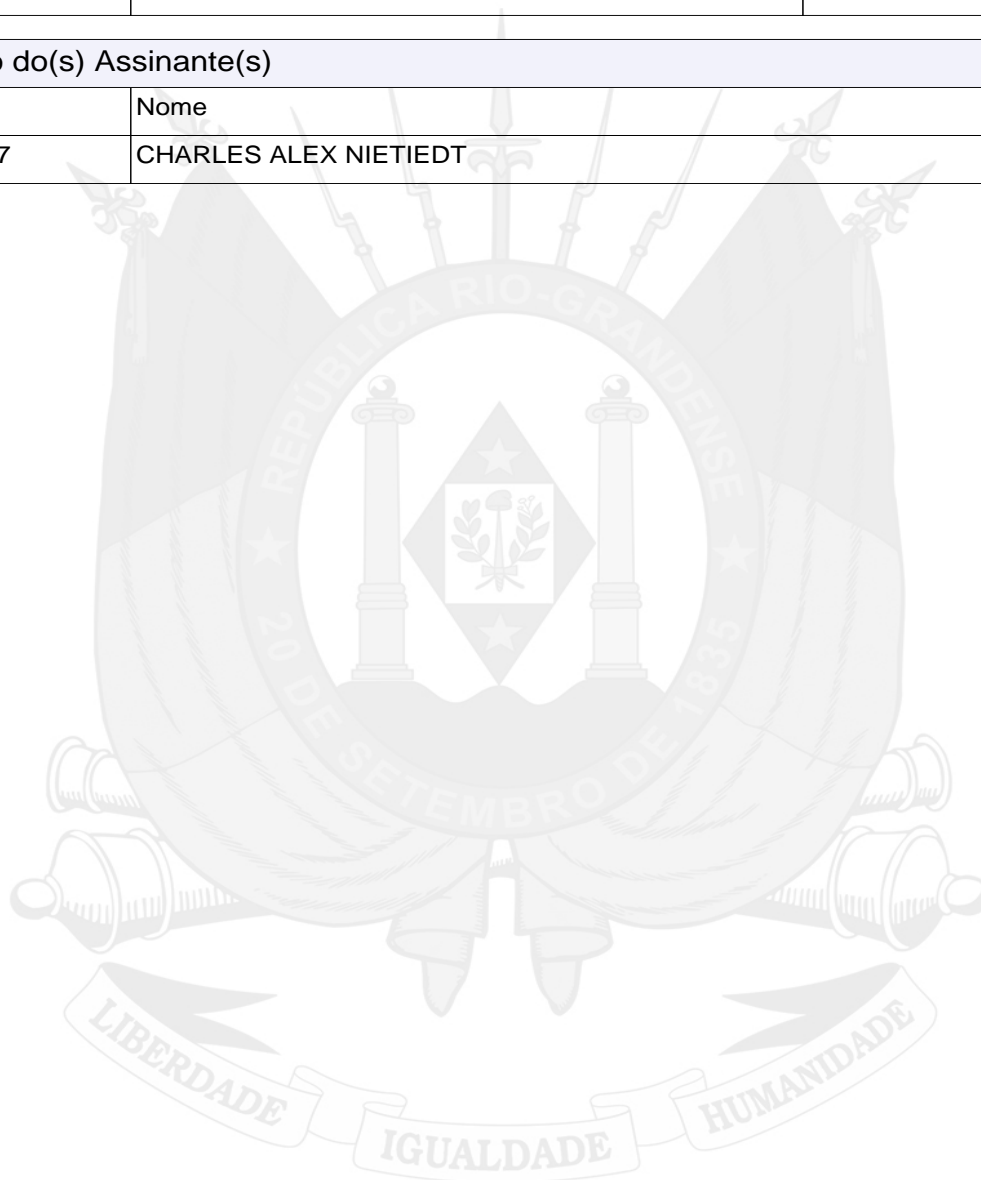 do(s) Assinante(s)
Nome
7
CHARLES ALEX NIETIEDT
REPÚBLICA RIO-GRANDENSE
20 DE SETEMBRO DE 1835
LIBERDADE
IGUALDADE
HUMANIDADE